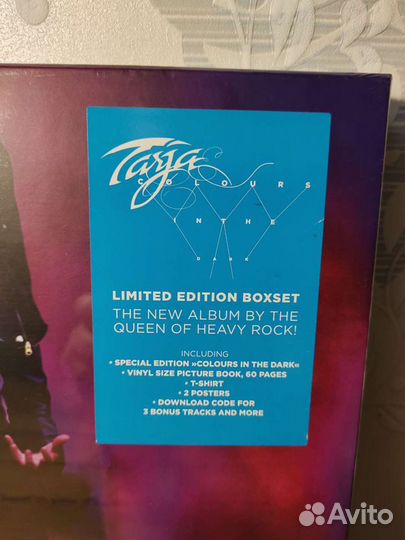 Tarja
COLOURS
IN THE
DARK
LIMITED EDITION BOXSET
THE NEW ALBUM BY THE
QUEEN OF HEAVY ROCK!
INCLUDING
• SPECIAL EDITION »COLOURS IN THE DARK«
• VINYL SIZE PICTURE BOOK, 60 PAGES
• T-SHIRT
• 2 POSTERS
• DOWNLOAD CODE FOR
3 BONUS TRACKS AND MORE
Avito